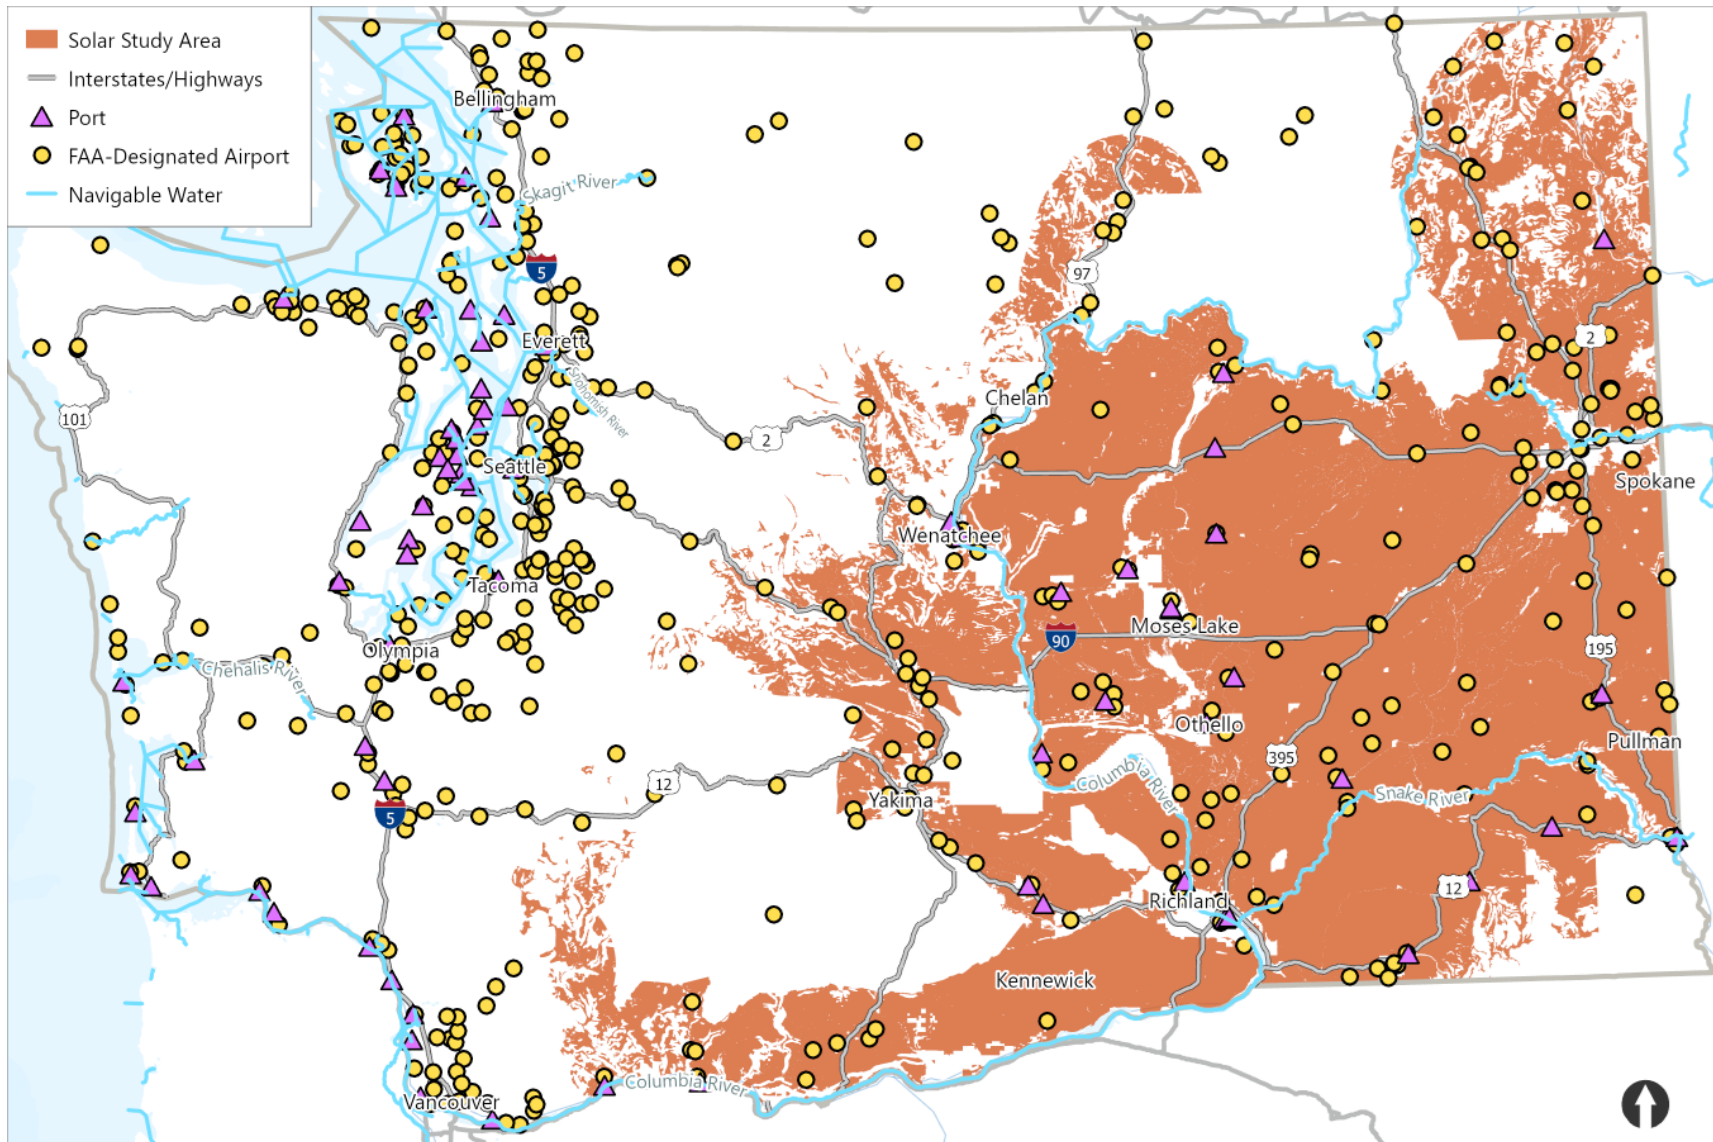 Solar Study Area
Interstates/Highways
Port
FAA-Designated Airport
Navigable Water
Bellingham
Skagit River
5
97
2
Everett
Snohomish River
Chelan
101
2
Seattle
Spokane
Wenatchee
Tacoma
Moses Lake
90
195
Olympia
Chehalis River
Othello
Pullman
395
12
Columbia River
Snake River
Yakima
5
12
Richland
Kennewick
Columbia River
Vancouver